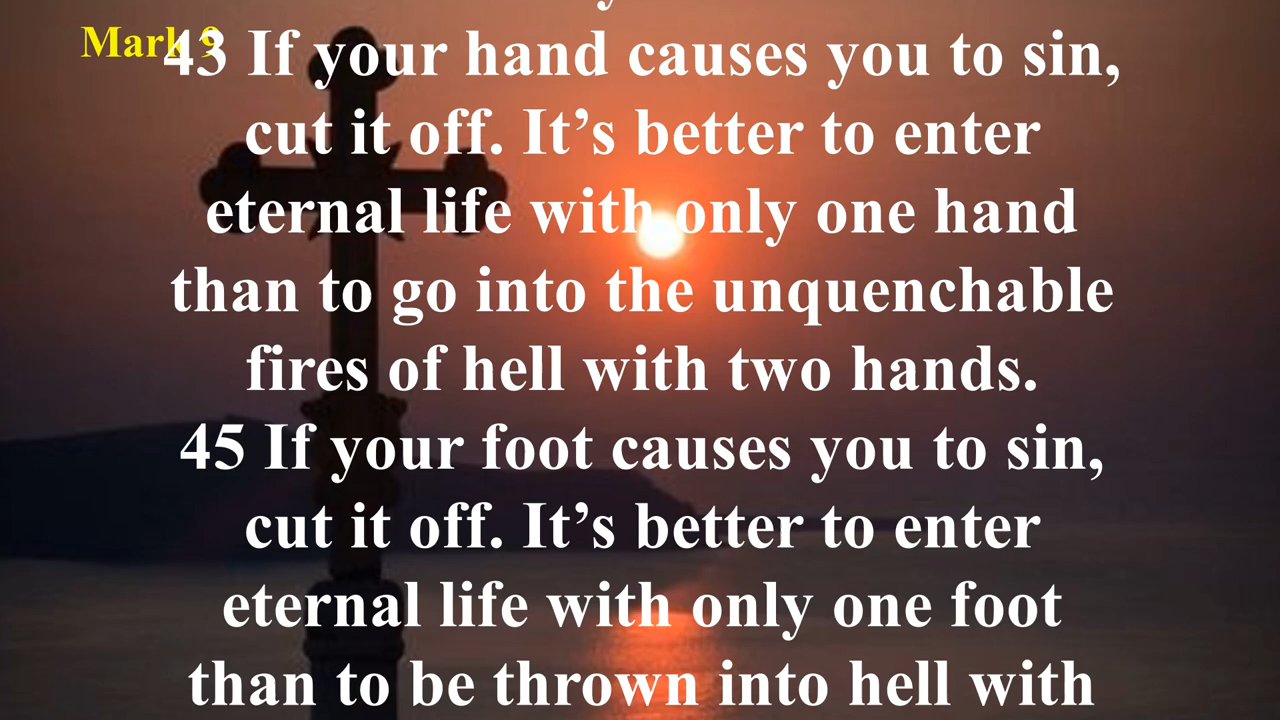 Mark 9
43 If your hand causes you to sin,
cut it off. It’s better to enter
eternal life with only one hand
than to go into the unquenchable
fires of hell with two hands.
45 If your foot causes you to sin,
cut it off. It’s better to enter
eternal life with only one foot
than to be thrown into hell with